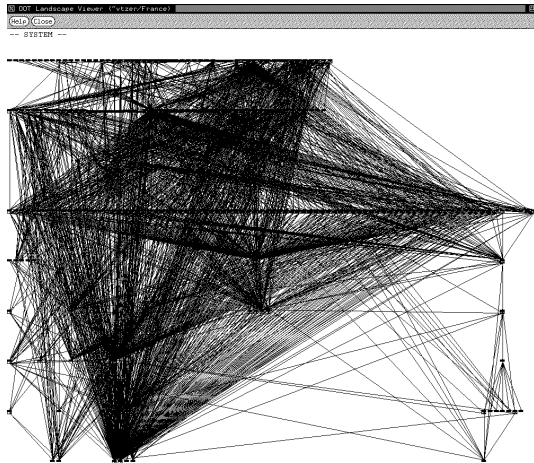 OOT Landscape Viewer (~vtzer/France)
Help Close
-- SYSTEM --